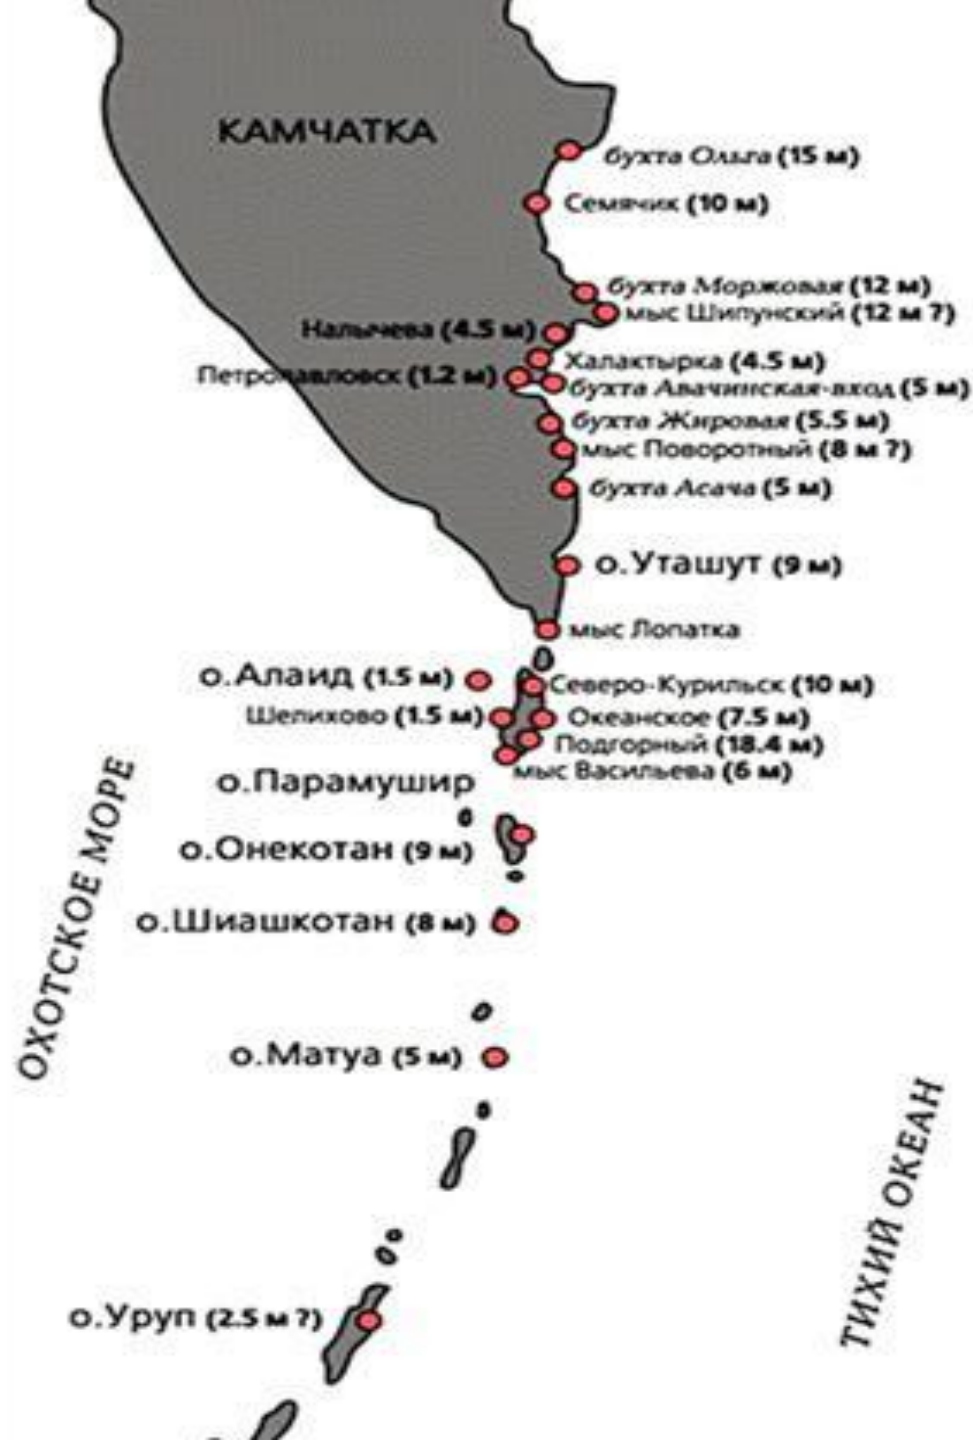 КАМЧАТКА
бухта Ольга (15 м)
Семячик (10 м)
бухта Моржовая (12 м)
мыс Шипунский (12 м ?)
Налычева (4.5 м)
Халактырка (4.5 м)
Петропавловск (1.2 м)
бухта Авачинская-вход (5 м)
бухта Жировая (5.5 м)
мыс Поворотный (8 м ?)
бухта Асача (5 м)
о.Уташут (9 м)
мыс Лопатка
о.Алаид (1.5 м)
Северо-Курильск (10 м)
Шелихово (1.5 м)
Океанское (7.5 м)
Подгорный (18.4 м)
мыс Васильева (6 м)
о.Парамушир
о.Онекотан (9 м)
о.Шиашкотан (8 м)
ОХОТСКОЕ МОРЕ
о.Матуа (5 м)
ТИХИЙ ОКЕАН
о.Уруп (2.5 м ?)